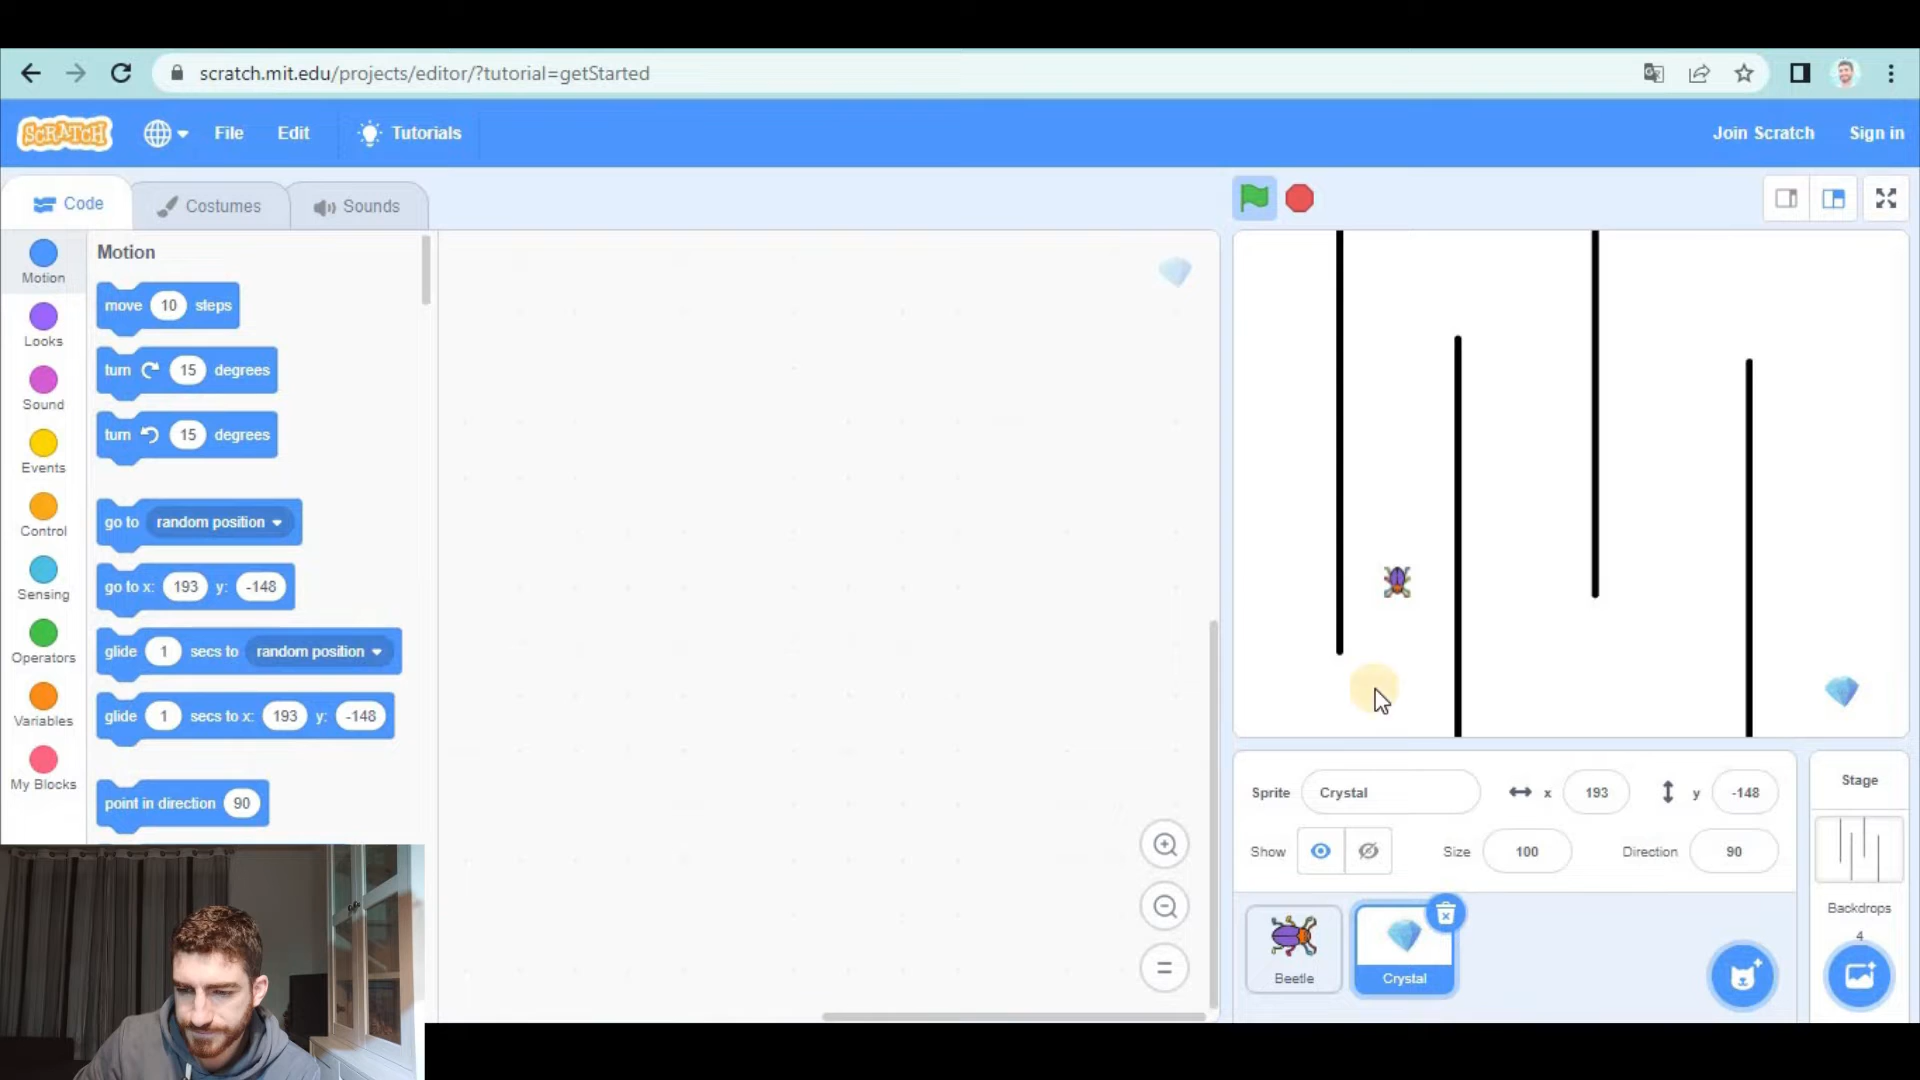 scratch.mit.edu/projects/editor/?tutorial=getStarted
SCRATCH File Edit Tutorials Join Scratch Sign in
Code Costumes Sounds
Motion
Looks
Sound
Events
Control
Sensing
Operators
Variables
My Blocks
Motion
move 10 steps
turn 15 degrees
turn 15 degrees
go to random position
go to x: 193 y: -148
glide 1 secs to random position
glide 1 secs to x: 193 y: -148
point in direction 90
Sprite Crystal x 193 y -148
Show Size 100 Direction 90
Beetle
Crystal
Stage
Backdrops
4